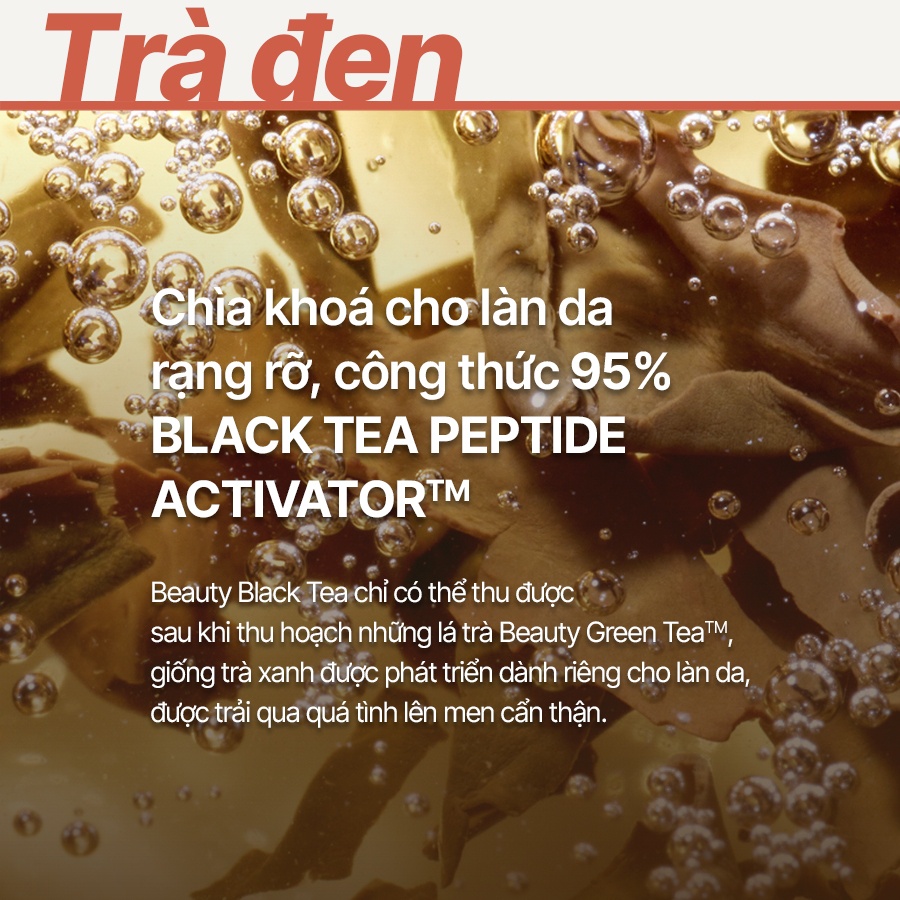 Trà đen
Chìa khoá cho làn da
rạng rỡ, công thức 95%
BLACK TEA PEPTIDE
ACTIVATOR™
Beauty Black Tea chỉ có thể thu được
sau khi thu hoạch những lá trà Beauty Green Tea™,
giống trà xanh được phát triển dành riêng cho làn da,
được trải qua quá tình lên men cẩn thận.